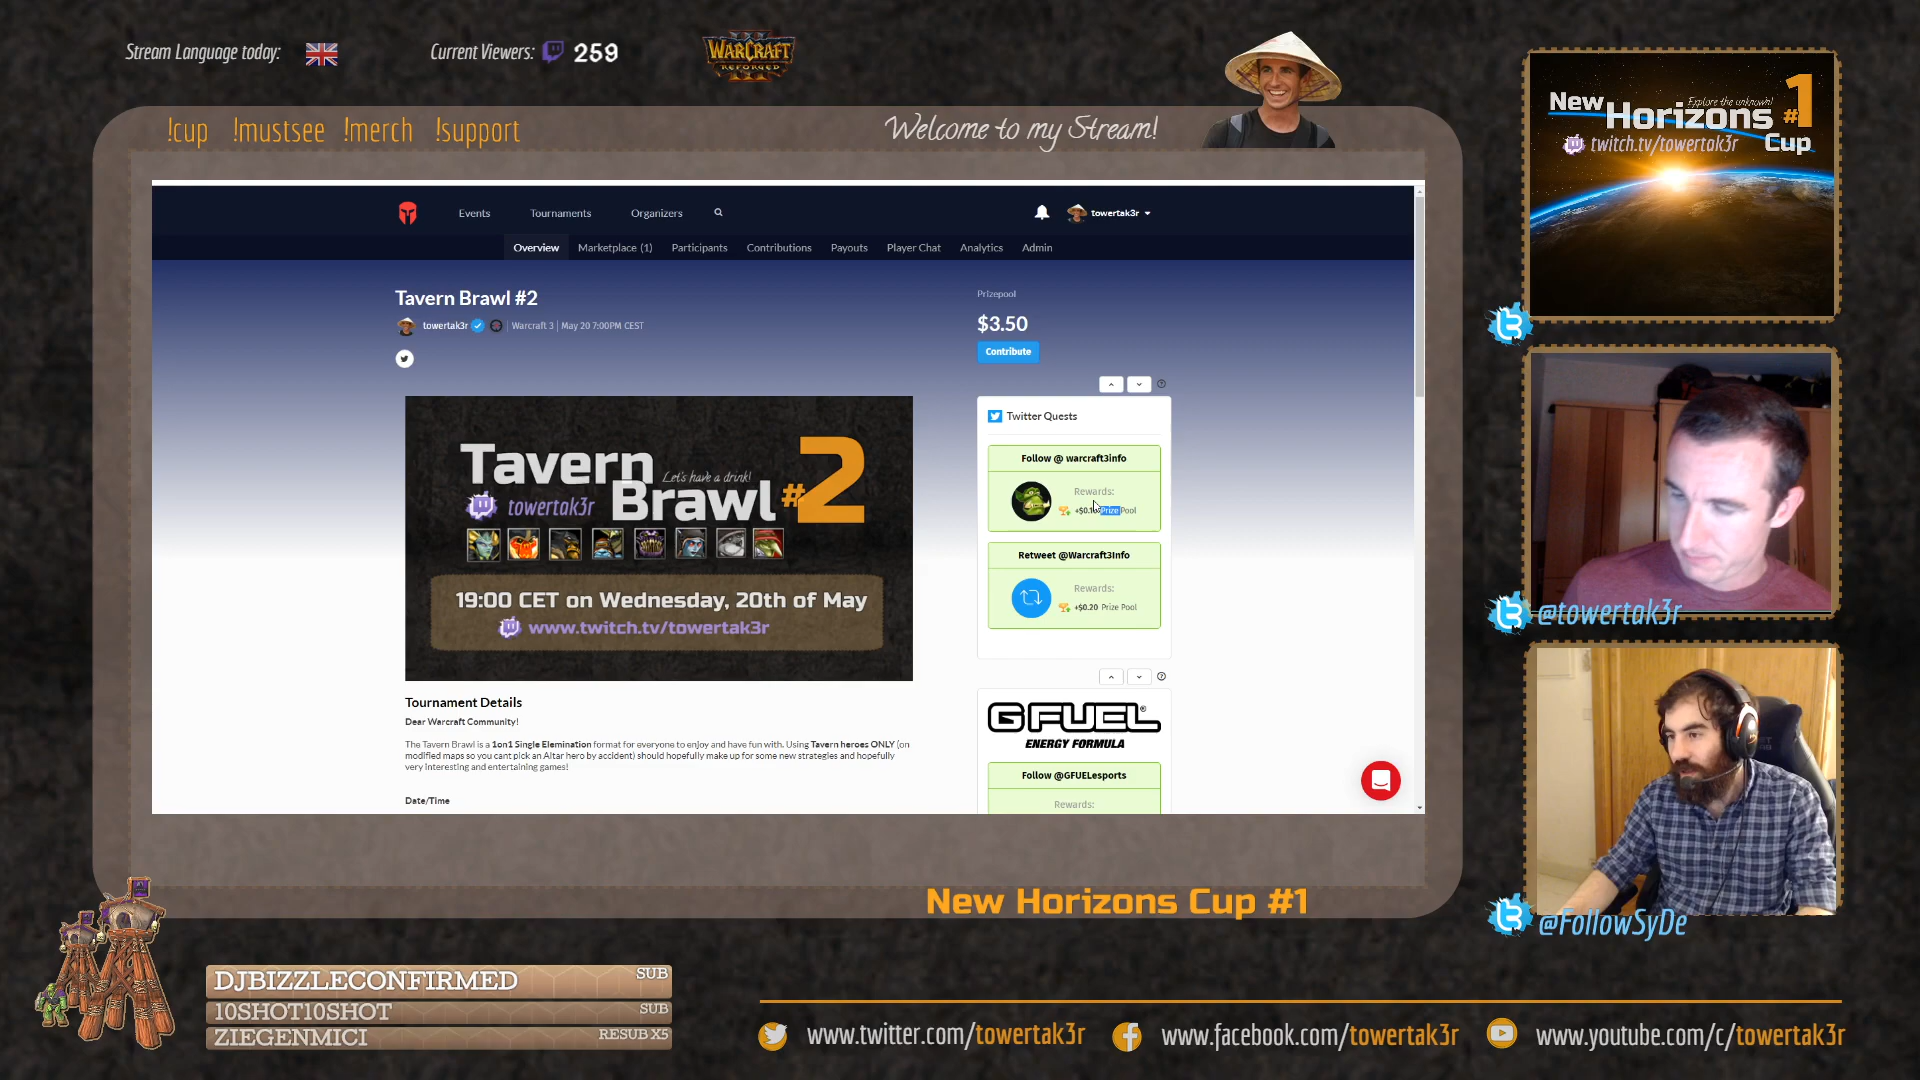 Stream Language today:
Current Viewers: 259
WARCRAFT
REFORGED
!cup !mustsee !merch !support
Welcome to my Stream!
Events Tournaments Organizers
towertak3r
Overview Marketplace (1) Participants Contributions Payouts Player Chat Analytics Admin
Tavern Brawl #2
towertak3r Warcraft 3 | May 20 7:00PM CEST
Prizepool
$3.50
Contribute
Tavern
Let's have a drink!
towertak3r Brawl #2
19:00 CET on Wednesday, 20th of May
www.twitch.tv/towertak3r
Tournament Details
Dear Warcraft Community!
The Tavern Brawl is a 1on1 Single Elemination format for everyone to enjoy and have fun with. Using Tavern heroes ONLY (on
modified maps so you cant pick an Altar hero by accident) should hopefully make up for some new strategies and hopefully
very interesting and entertaining games!
Date/Time
Twitter Quests
Follow @ warcraft3info
Rewards:
Prize Pool
Retweet @Warcraft3Info
Rewards:
+$0.20 Prize Pool
G FUEL
ENERGY FORMULA
Follow @GFUELesports
Rewards:
New Horizons Cup #1
New Explore the unknown! #1
Horizons
twitch.tv/towertak3r Cup
@towertak3r
@FollowSyDe
DJBIZZLECONFIRMED SUB
10SHOT10SHOT SUB
ZIEGENMICI RESUB X5
www.twitter.com/towertak3r www.facebook.com/towertak3r www.youtube.com/c/towertak3r